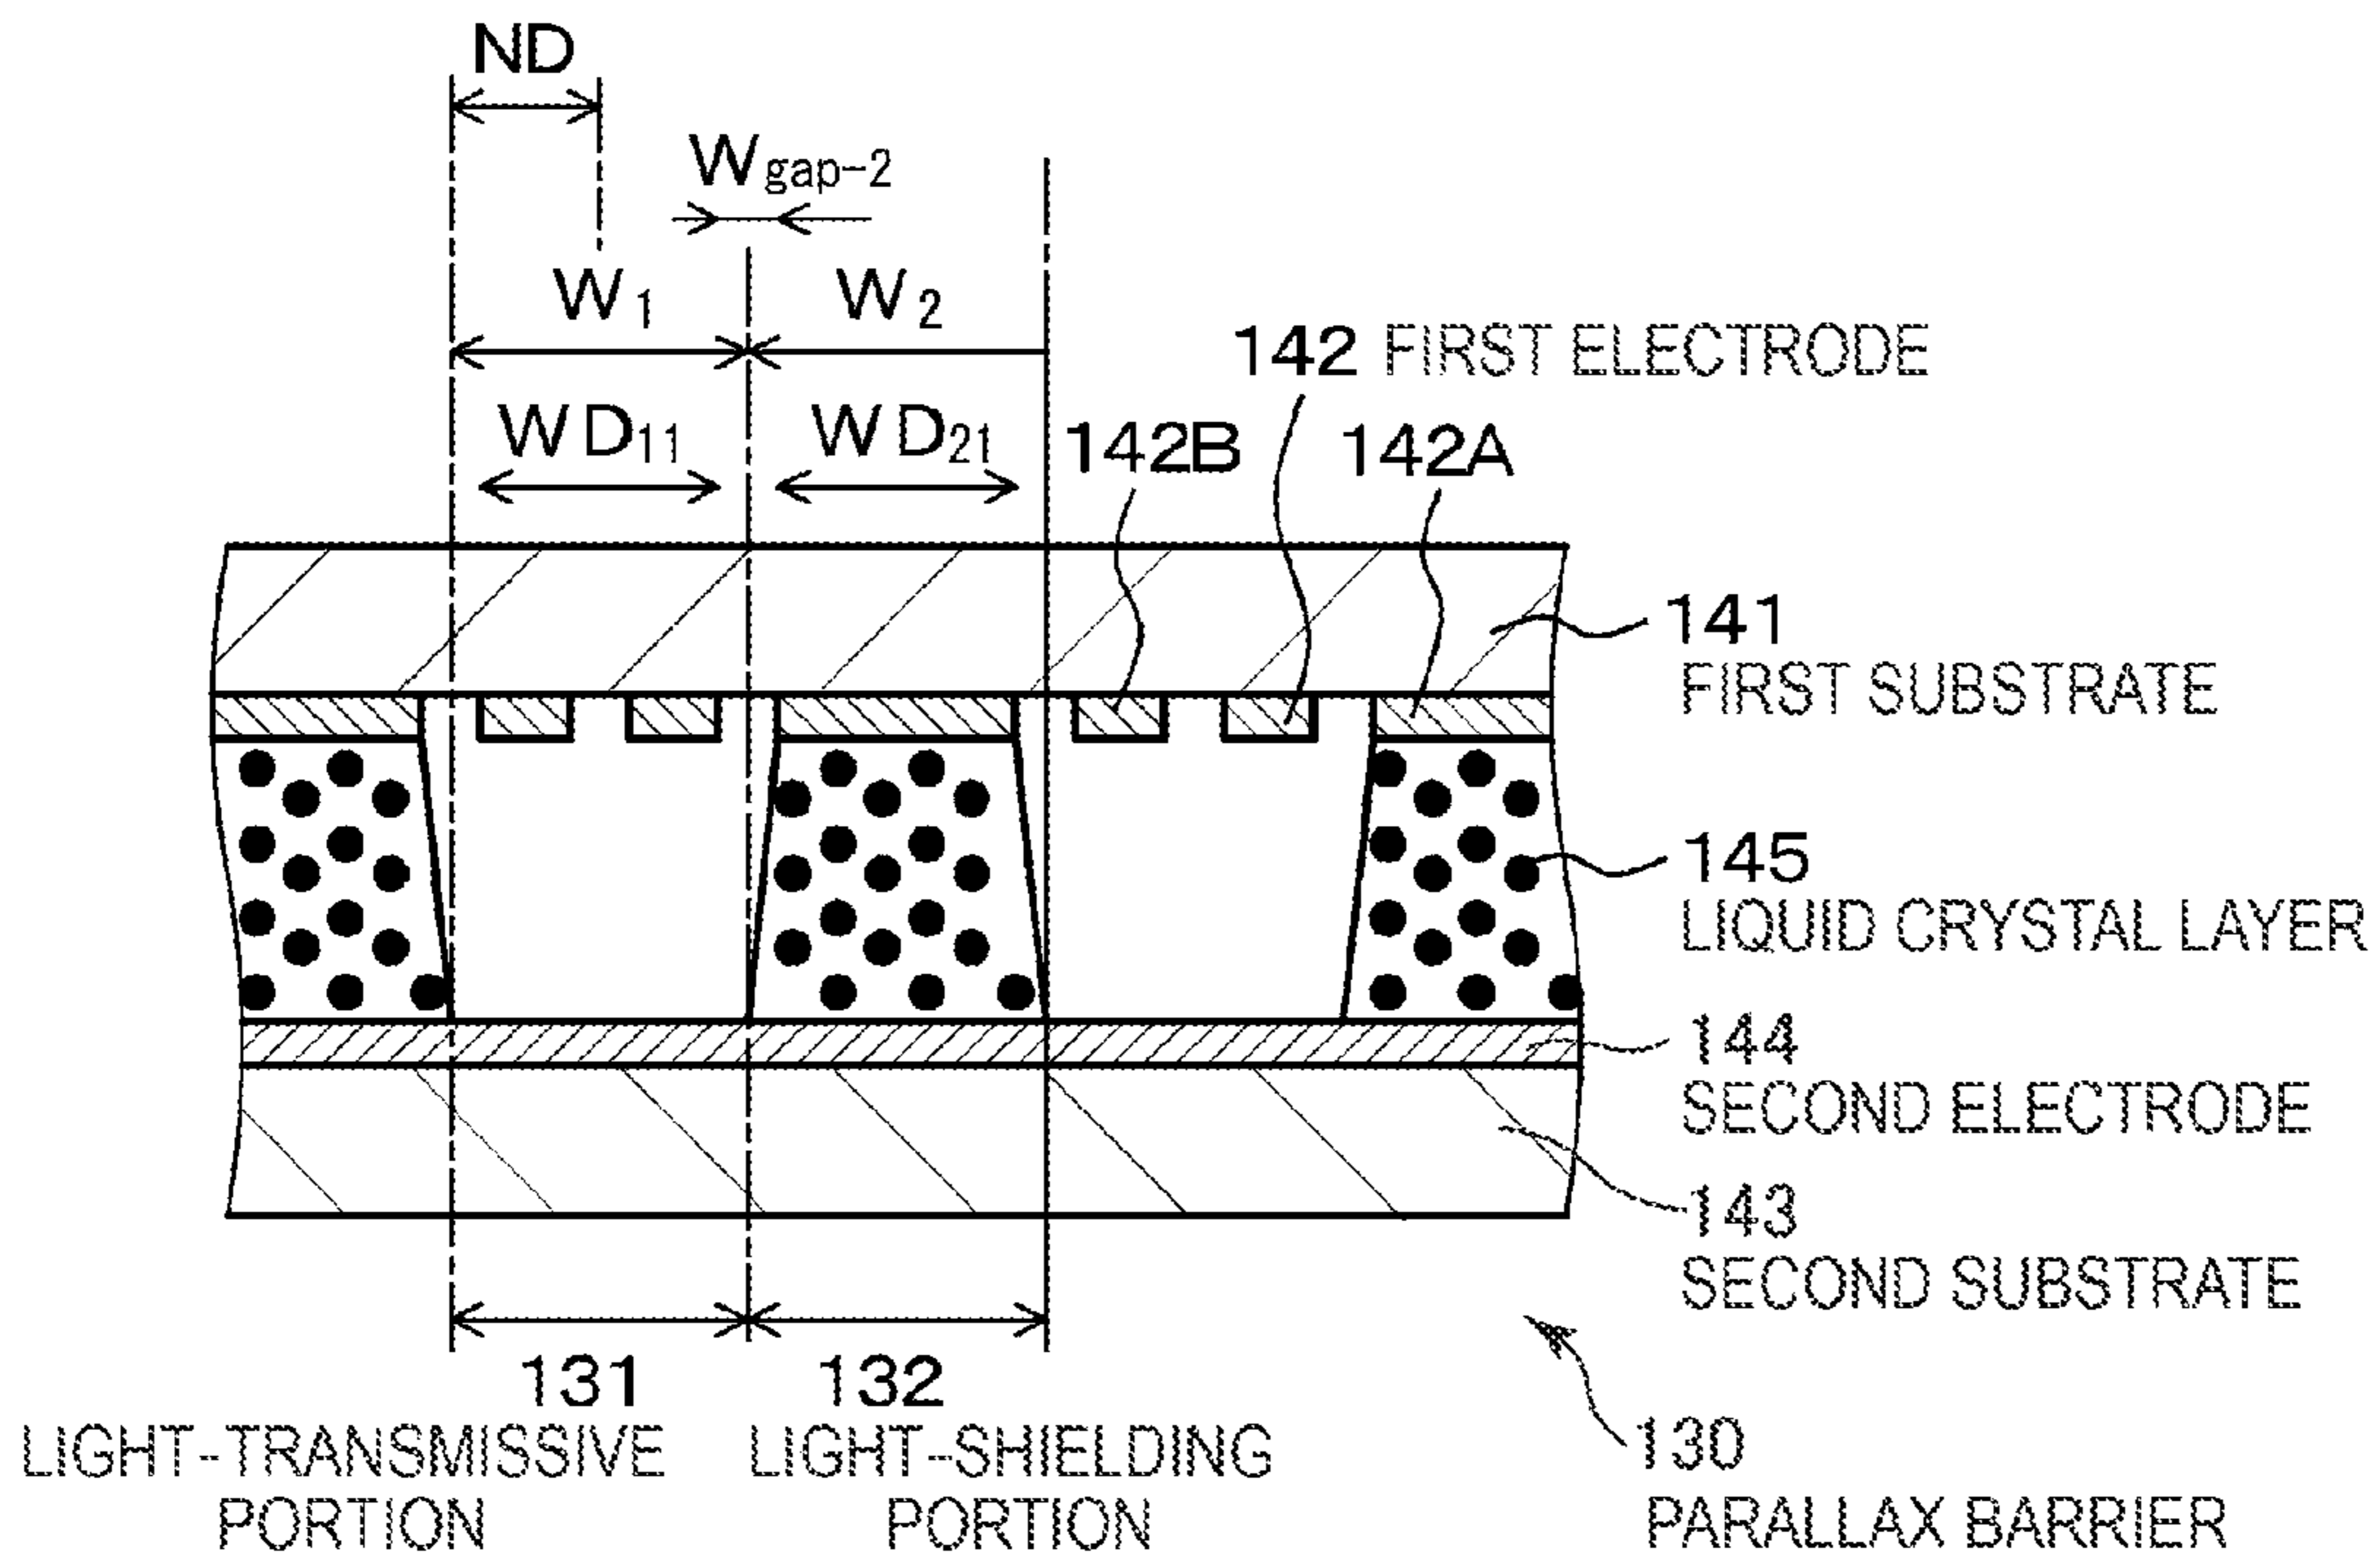 ND
Wgap-2
W1 W2
142 FIRST ELECTRODE
WD11 WD21 142B 142A
141
FIRST SUBSTRATE
145
LIQUID CRYSTAL LAYER
144
SECOND ELECTRODE
143
SECOND SUBSTRATE
131 132
LIGHT-TRANSMISSIVE PORTION
LIGHT-SHIELDING PORTION
130
PARALLAX BARRIER